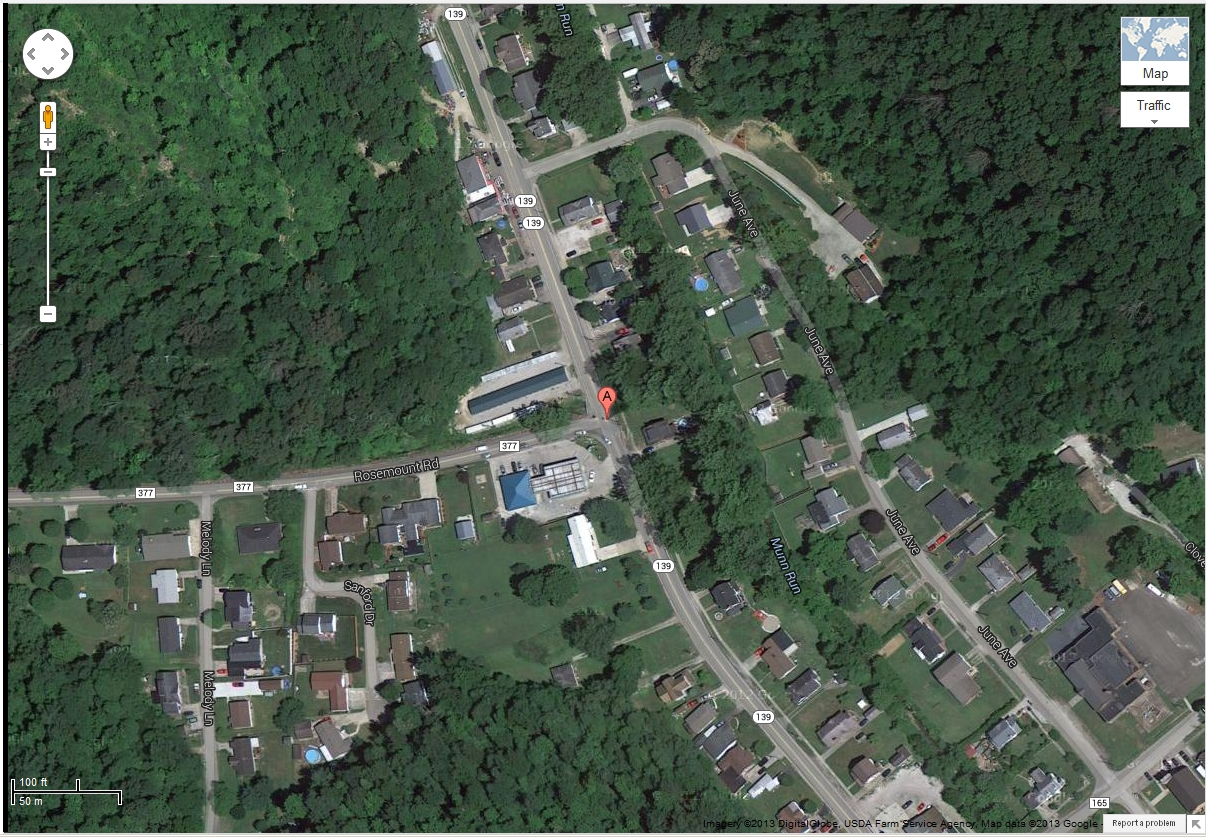 139
Munn Run
Map
Traffic
+
June Ave
139
139
June Ave
A
377
Rosemount Rd
377
377
June Ave
Melody Ln
Munn Run
139
Sanford Dr
June Ave
Melody Ln
139
100 ft
50 m
165
Imagery ©2013 DigitalGlobe, USDA Farm Service Agency, Map data ©2013 Google -
Report a problem